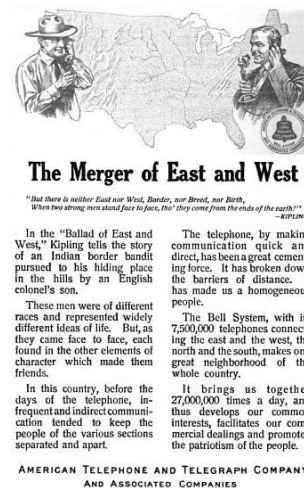 The Merger of East and West
"But there is neither East nor West, Border, nor Breed, nor Birth,
When two strong men stand face to face, tho' they come from the ends of the earth!"
—KIPLIN
In the "Ballad of East and
West," Kipling tells the story
of an Indian border bandit
pursued to his hiding place
in the hills by an English
colonel's son.
These men were of different
races and represented widely
different ideas of life. But, as
they came face to face, each
found in the other elements of
character which made them
friends.
In this country, before the
days of the telephone, in-
frequent and indirect communi-
cation tended to keep the
people of the various sections
separated and apart.
The telephone, by makin
communication quick an
direct, has been a great cement
ing force. It has broken dow
the barriers of distance.
has made us a homogeneou
people.
The Bell System, with i
7,500,000 telephones connect
ing the east and the west, th
north and the south, makes on
great neighborhood of th
whole country.
It brings us togethe
27,000,000 times a day, an
thus develops our commo
interests, facilitates our com
mercial dealings and promote
the patriotism of the people.
AMERICAN TELEPHONE AND TELEGRAPH COMPAN
AND ASSOCIATED COMPANIES